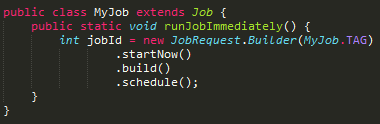 public class MyJob extends Job {
    public static void runJobImmediately() {
        int jobId = new JobRequest.Builder(MyJob.TAG)
                .startNow()
                .build()
                .schedule();
    }
}